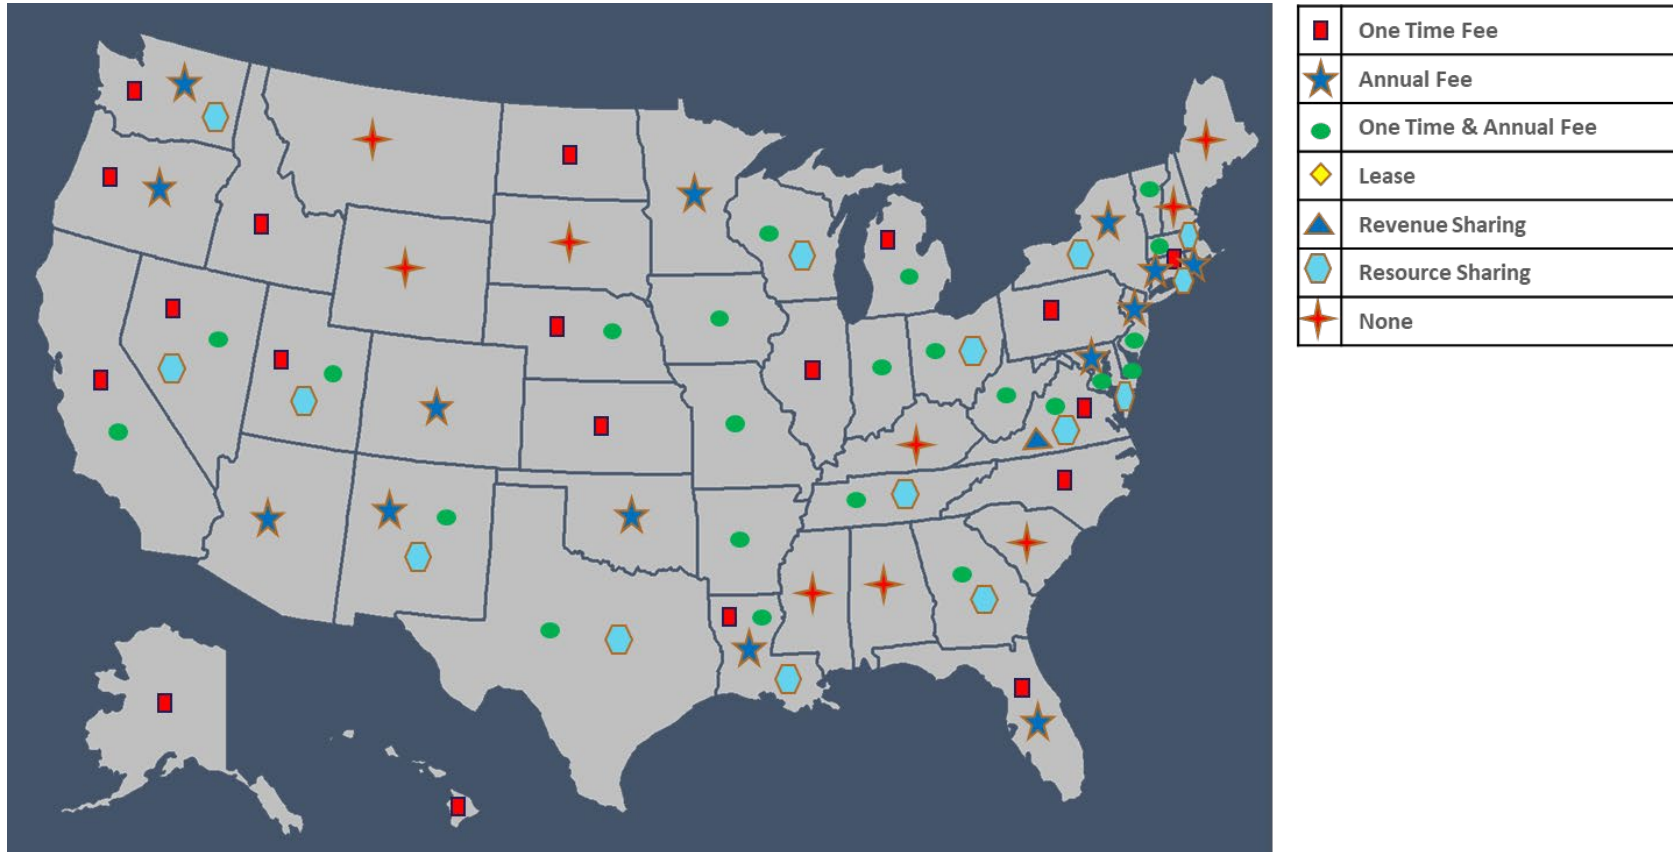 One Time Fee
Annual Fee
One Time & Annual Fee
Lease
Revenue Sharing
Resource Sharing
None